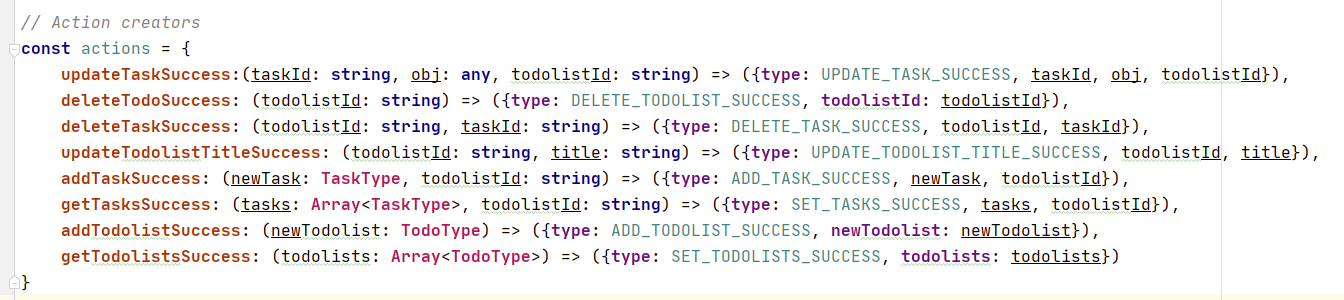 // Action creators
const actions = {
    updateTaskSuccess:(taskId: string, obj: any, todolistId: string) => ({type: UPDATE_TASK_SUCCESS, taskId, obj, todolistId}),
    deleteTodoSuccess: (todolistId: string) => ({type: DELETE_TODOLIST_SUCCESS, todolistId: todolistId}),
    deleteTaskSuccess: (todolistId: string, taskId: string) => ({type: DELETE_TASK_SUCCESS, todolistId, taskId}),
    updateTodolistTitleSuccess: (todolistId: string, title: string) => ({type: UPDATE_TODOLIST_TITLE_SUCCESS, todolistId, title}),
    addTaskSuccess: (newTask: TaskType, todolistId: string) => ({type: ADD_TASK_SUCCESS, newTask, todolistId}),
    getTasksSuccess: (tasks: Array<TaskType>, todolistId: string) => ({type: SET_TASKS_SUCCESS, tasks, todolistId}),
    addTodolistSuccess: (newTodolist: TodoType) => ({type: ADD_TODOLIST_SUCCESS, newTodolist: newTodolist}),
    getTodolistsSuccess: (todolists: Array<TodoType>) => ({type: SET_TODOLISTS_SUCCESS, todolists: todolists})
}